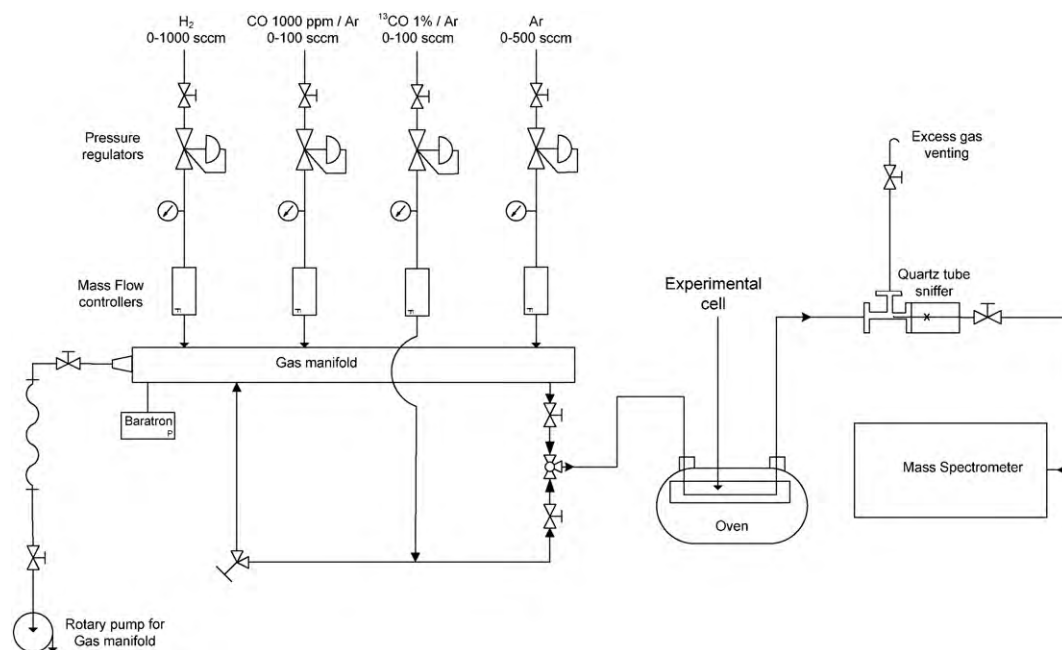 H₂
0-1000 sccm
CO 1000 ppm / Ar
0-100 sccm
¹³CO 1% / Ar
0-100 sccm
Ar
0-500 sccm
Pressure
regulators
Excess gas
venting
Mass Flow
controllers
F
F
F
F
Experimental
cell
Quartz tube
sniffer
Gas manifold
Baratron
P
Mass Spectrometer
Oven
Rotary pump for
Gas manifold